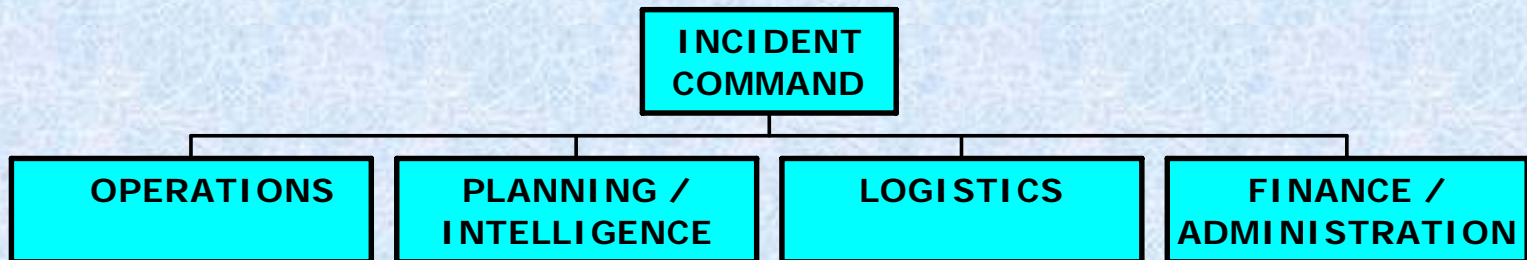 INCIDENT
COMMAND
OPERATIONS
PLANNING /
INTELLIGENCE
LOGISTICS
FINANCE /
ADMINISTRATION